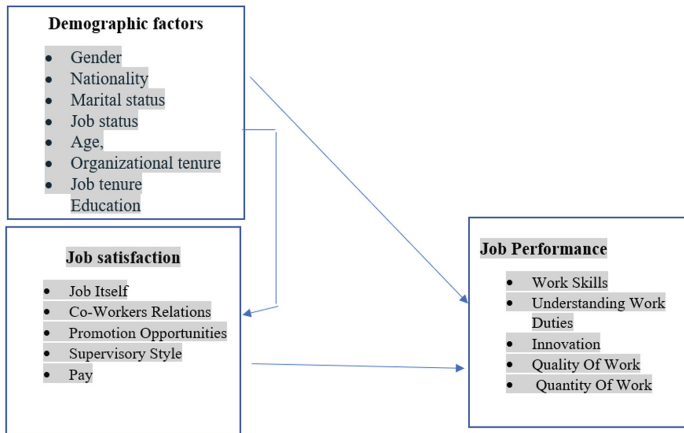 Demographic factors
• Gender
• Nationality
• Marital status
• Job status
• Age,
• Organizational tenure
• Job tenure
Education
Job satisfaction
• Job Itself
• Co-Workers Relations
• Promotion Opportunities
• Supervisory Style
• Pay
Job Performance
• Work Skills
• Understanding Work
Duties
• Innovation
• Quality Of Work
• Quantity Of Work